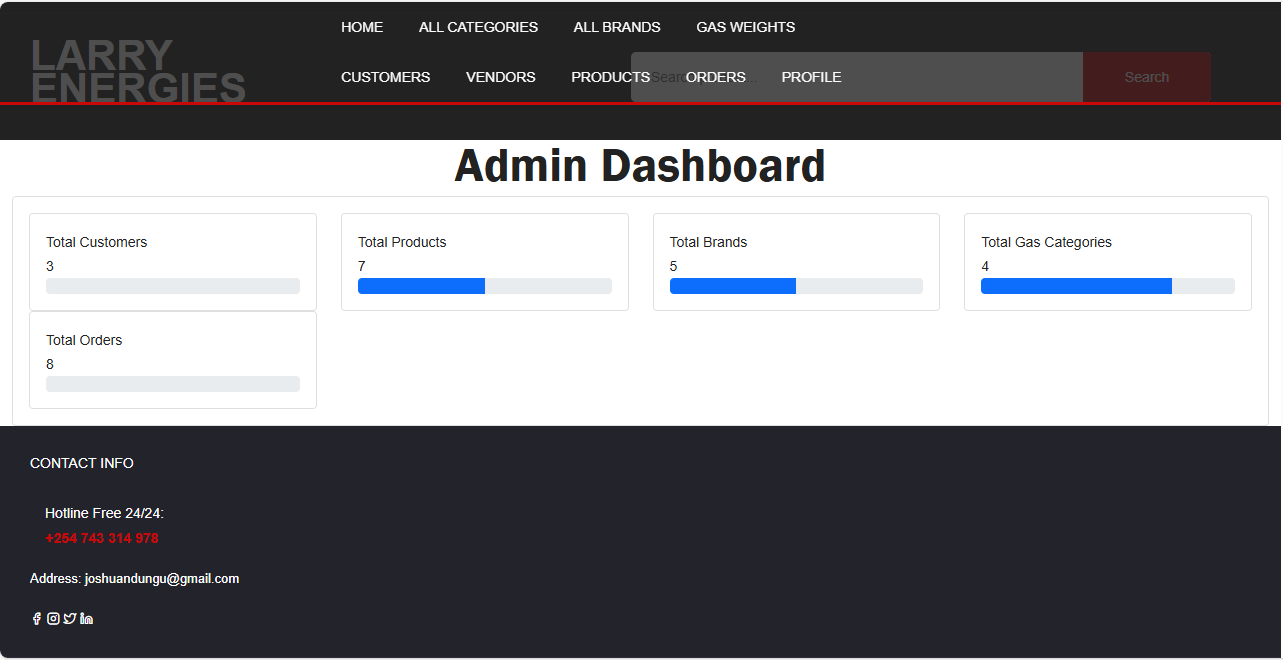 HOME ALL CATEGORIES ALL BRANDS GAS WEIGHTS
LARRY
ENERGIES
CUSTOMERS VENDORS PRODUCTS ORDERS PROFILE
Search
Admin Dashboard
Total Customers
3
Total Products
7
Total Brands
5
Total Gas Categories
4
Total Orders
8
CONTACT INFO
Hotline Free 24/24:
+254 743 314 978
Address: joshuandungu@gmail.com